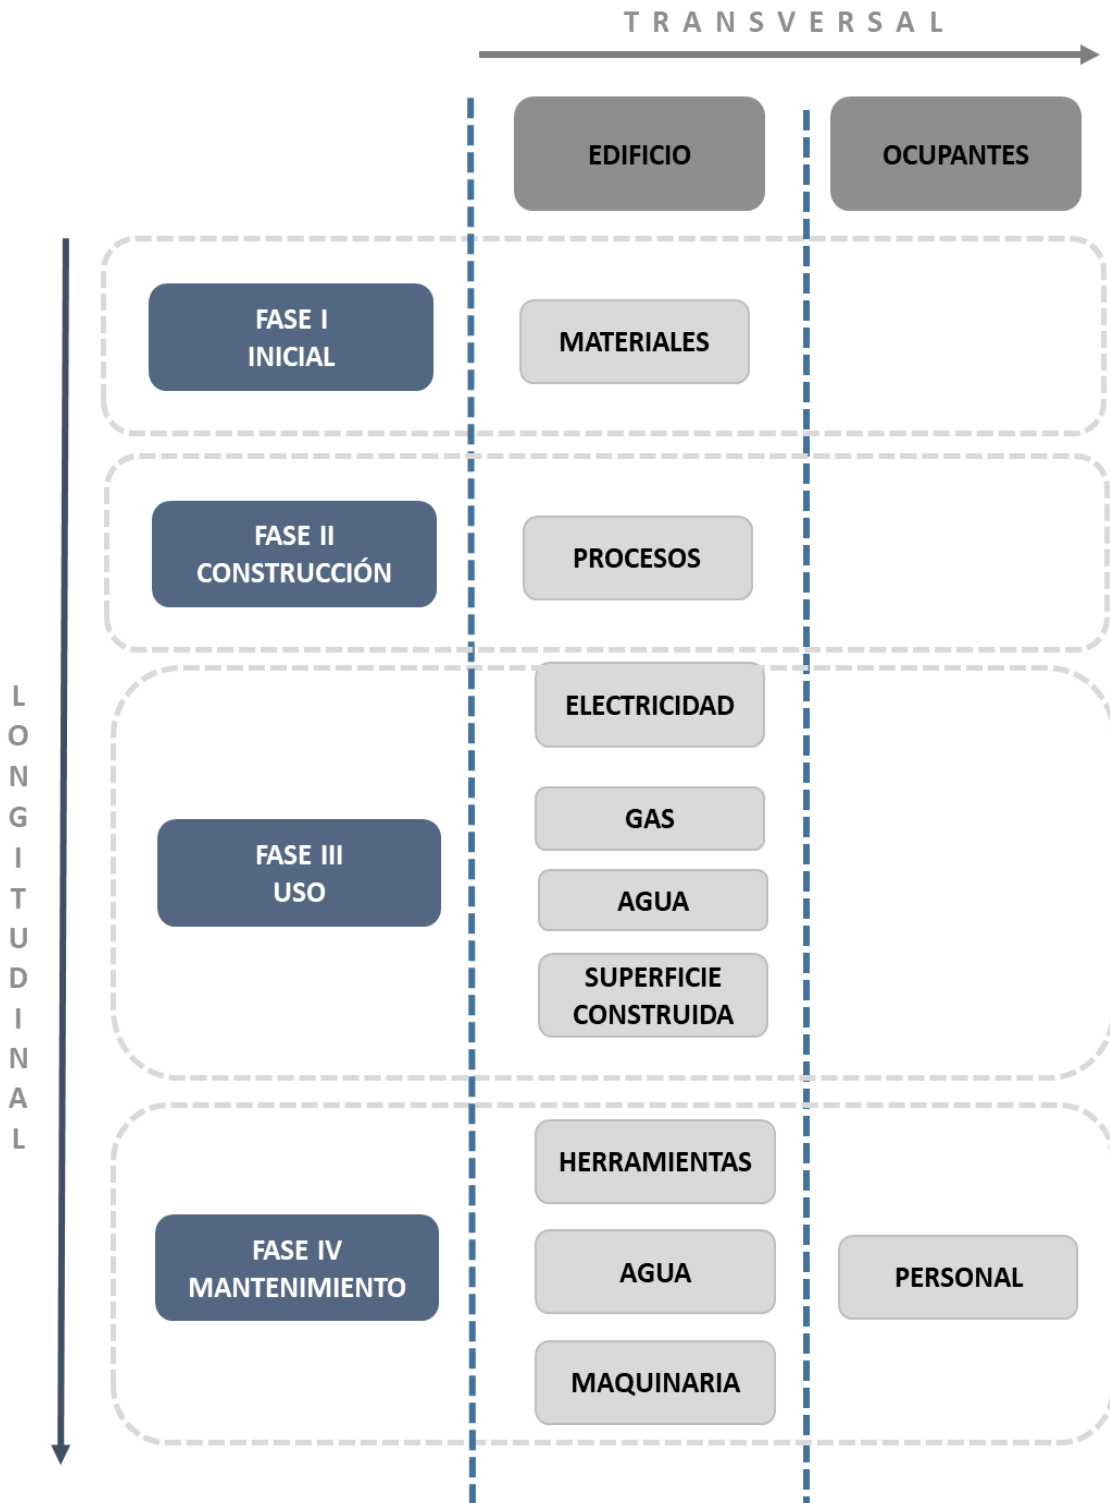 TRANSVERSAL
EDIFICIO
OCUPANTES
FASE I
INICIAL
MATERIALES
FASE II
CONSTRUCCIÓN
PROCESOS
LONGITUDINAL
FASE III
USO
ELECTRICIDAD
GAS
AGUA
SUPERFICIE
CONSTRUIDA
FASE IV
MANTENIMIENTO
HERRAMIENTAS
AGUA
MAQUINARIA
PERSONAL